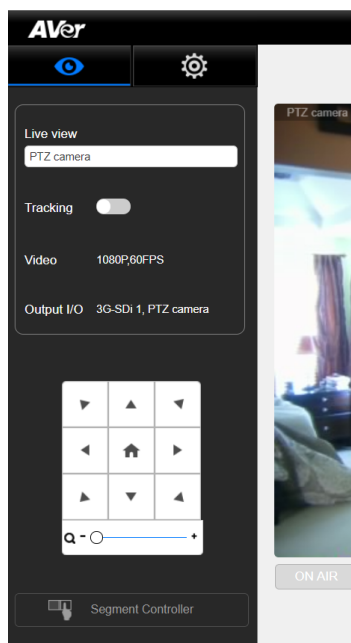 AVer
PTZ camera
Live view
PTZ camera
Tracking
Video 1080P,60FPS
Output I/O 3G-SDi 1, PTZ camera
- +
ON AIR
Segment Controller